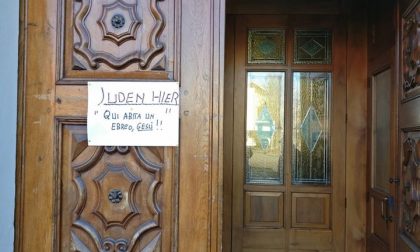 JUDEN HIER
" QUI ABITA UN "
EBREO, GESÙ !!